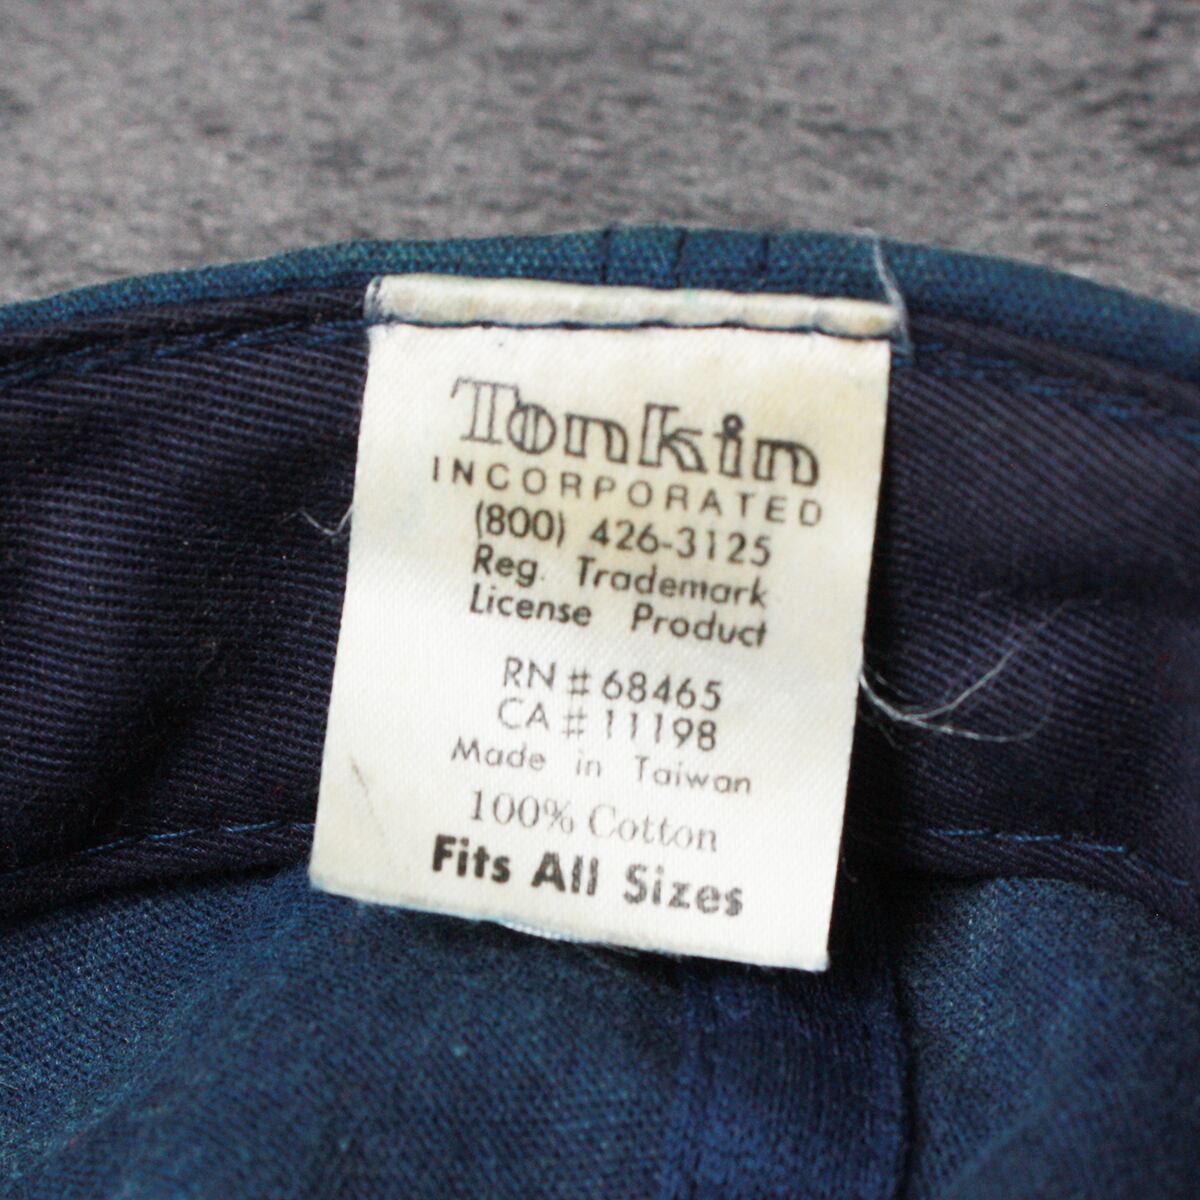 Tonkin
INCORPORATED
(800) 426-3125
Reg. Trademark
License Product
RN # 68465
CA # 11198
Made in Taiwan
100% Cotton
Fits All Sizes